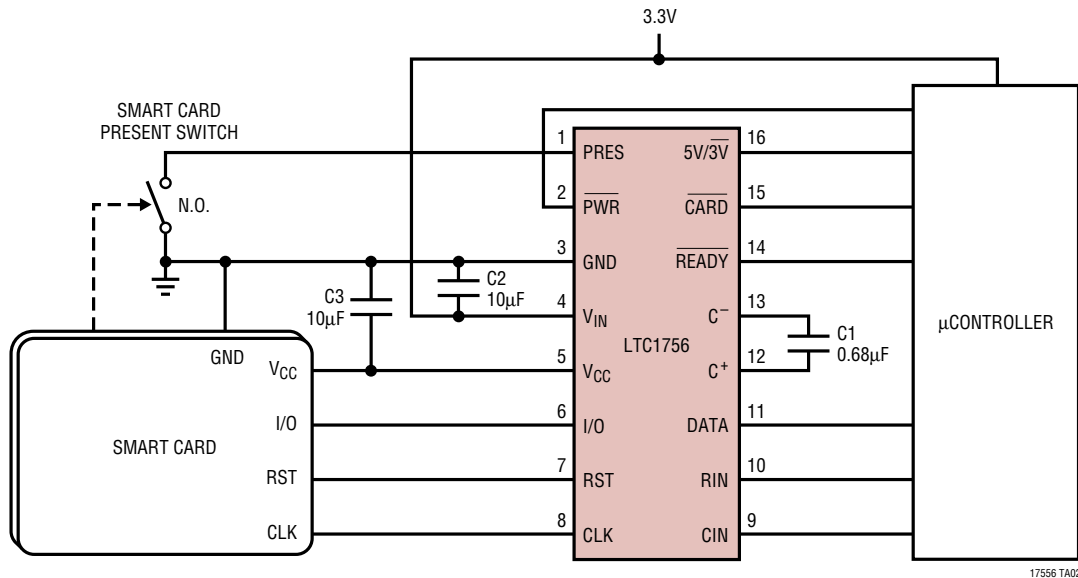 3.3V
SMART CARD
PRESENT SWITCH
N.O.
1
PRES
5V/3V
16
2
PWR
CARD
15
3
GND
READY
14
4
VIN
C–
13
5
VCC
C+
12
6
I/O
DATA
11
7
RST
RIN
10
8
CLK
CIN
9
LTC1756
C3
10µF
C2
10µF
C1
0.68µF
µCONTROLLER
GND
VCC
I/O
SMART CARD
RST
CLK
17556 TA02